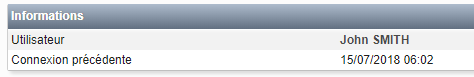 Informations
Utilisateur John SMITH
Connexion précédente 15/07/2018 06:02